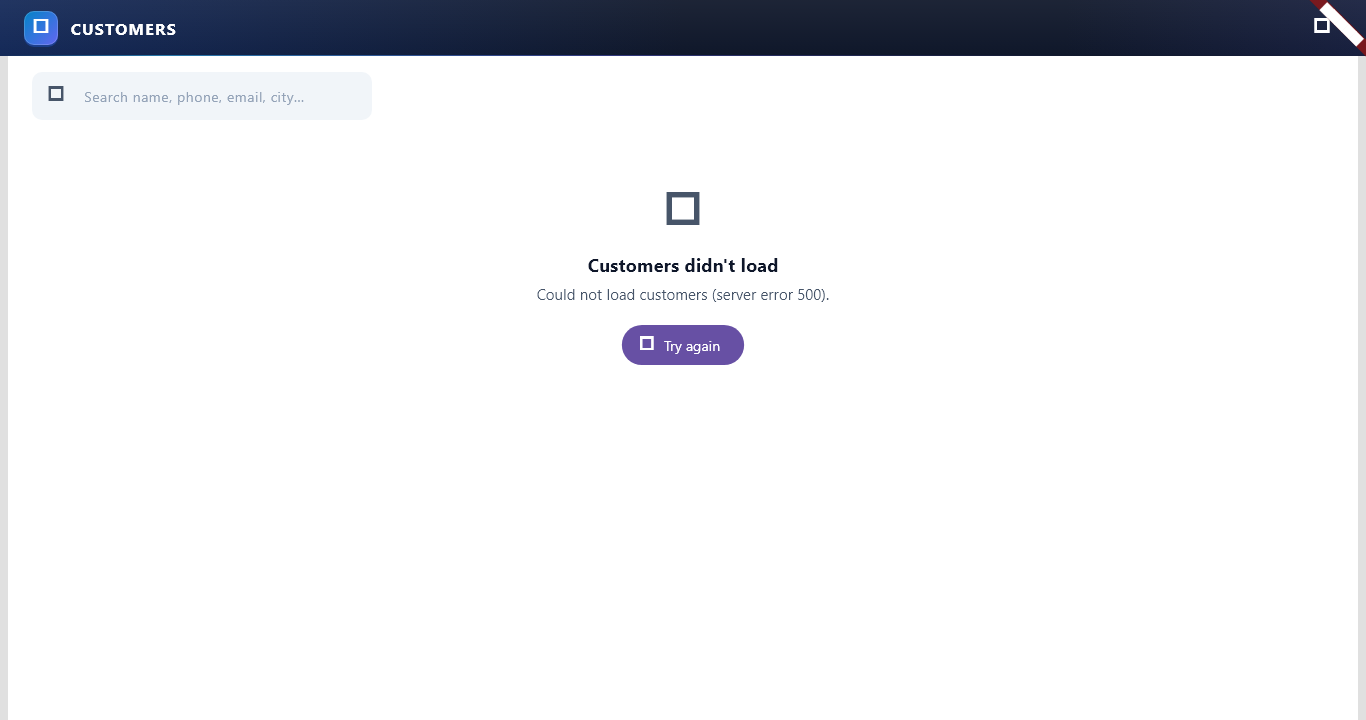 CUSTOMERS
Search name, phone, email, city...
Customers didn't load
Could not load customers (server error 500).
Try again